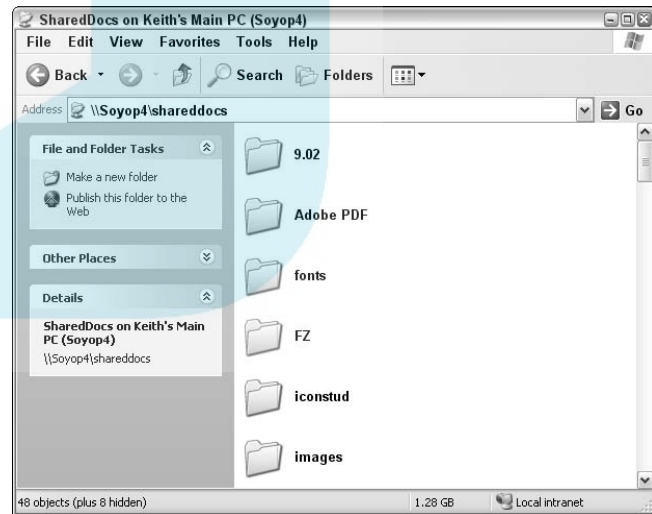 SharedDocs on Keith's Main PC (Soyop4)
File Edit View Favorites Tools Help
Back Search Folders
Address \\Soyop4\shareddocs Go
File and Folder Tasks
Make a new folder
Publish this folder to the
Web
Other Places
Details
SharedDocs on Keith's Main
PC (Soyop4)
\\Soyop4\shareddocs
9.02
Adobe PDF
fonts
FZ
iconstud
images
48 objects (plus 8 hidden) 1.28 GB Local intranet